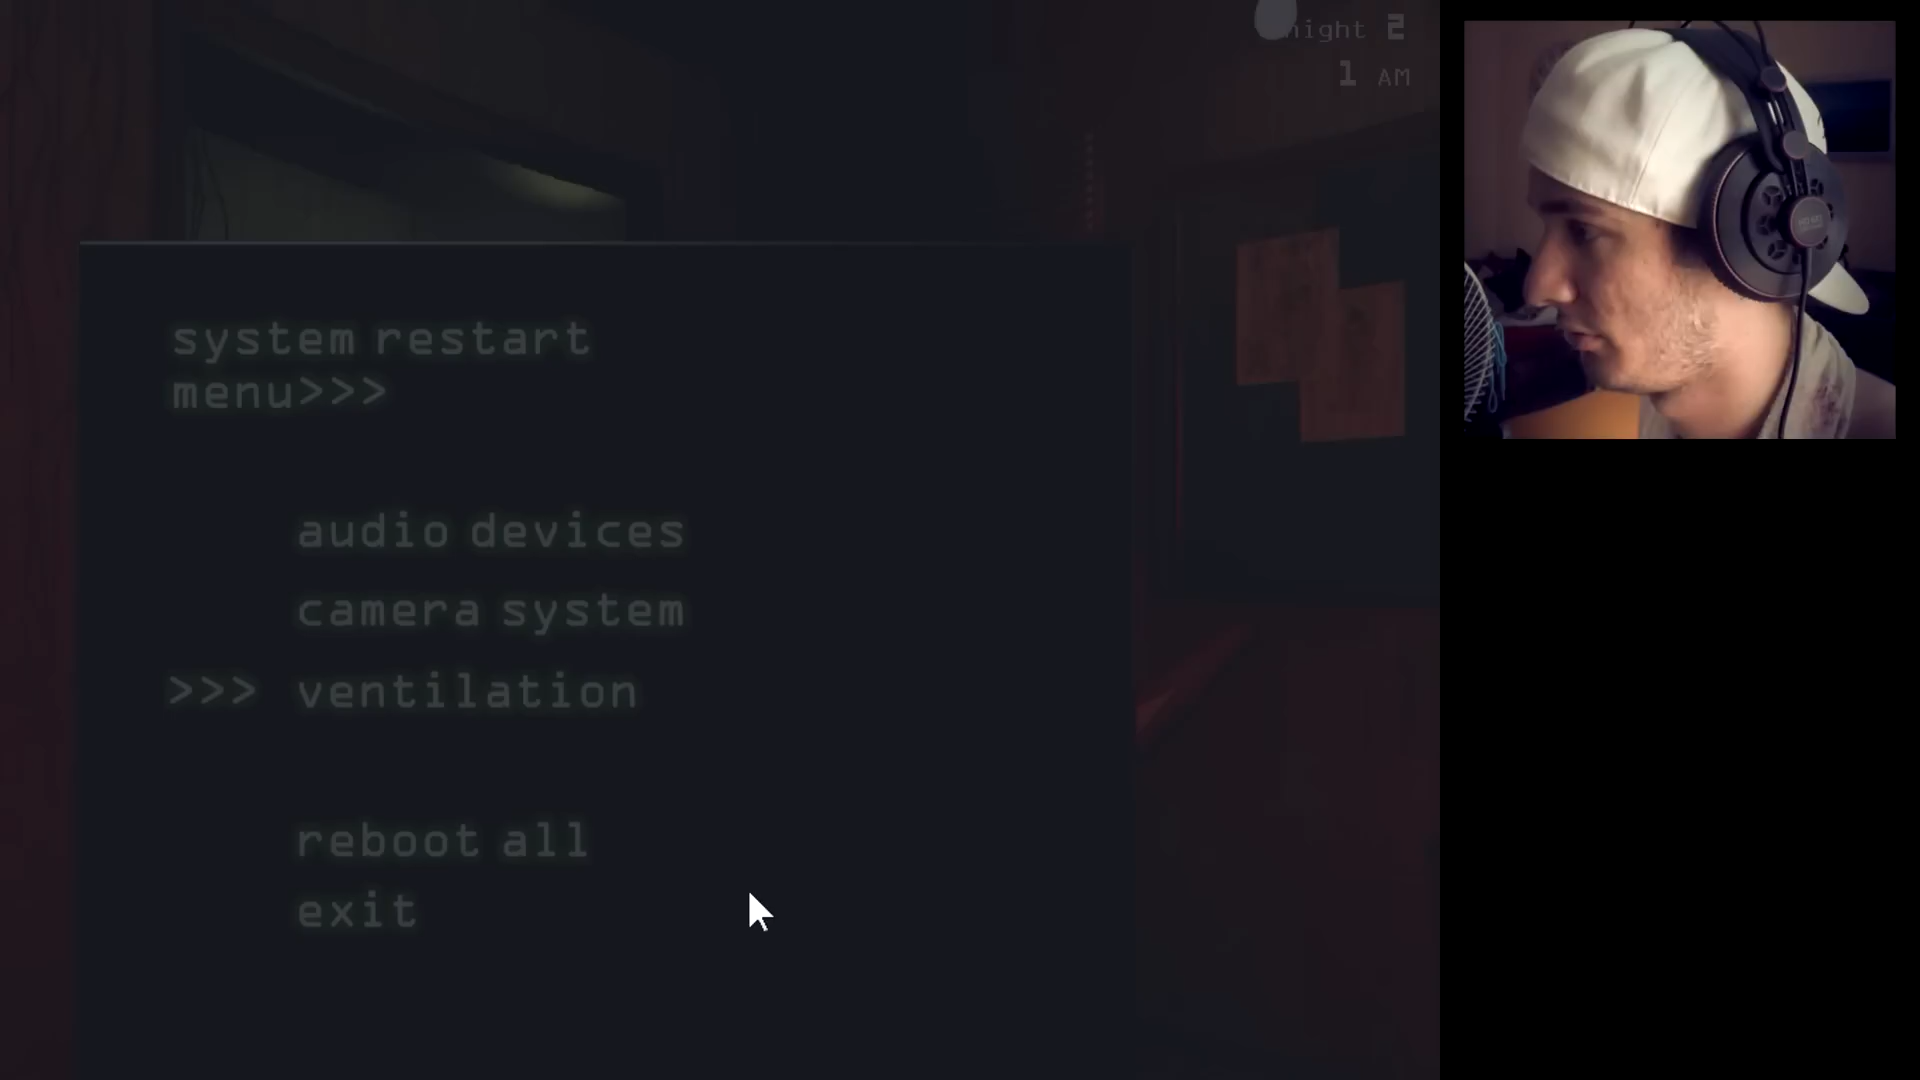 night 2
1 AM
system restart
menu>>>
audio devices
camera system
>>> ventilation
reboot all
exit